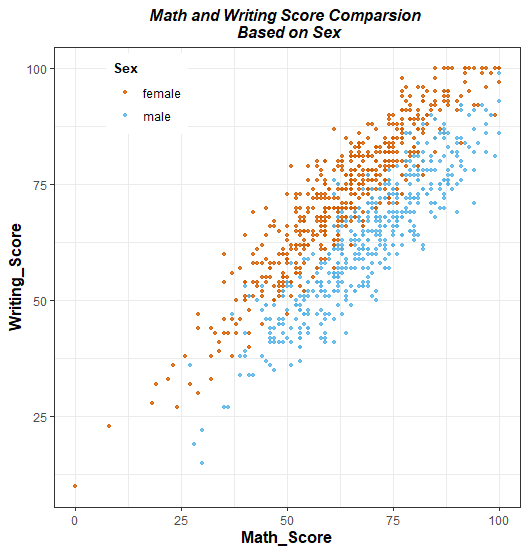 Math and Writing Score Comparsion
Based on Sex
Sex
female
male
Writing_Score
100
75
50
25
0 25 50 75 100
Math_Score